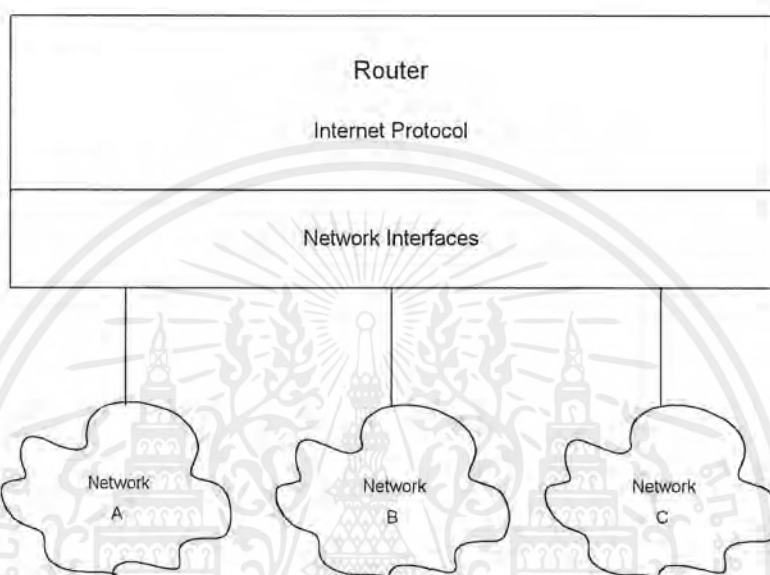 Router
Internet Protocol
Network Interfaces
Network
A
Network
B
Network
C